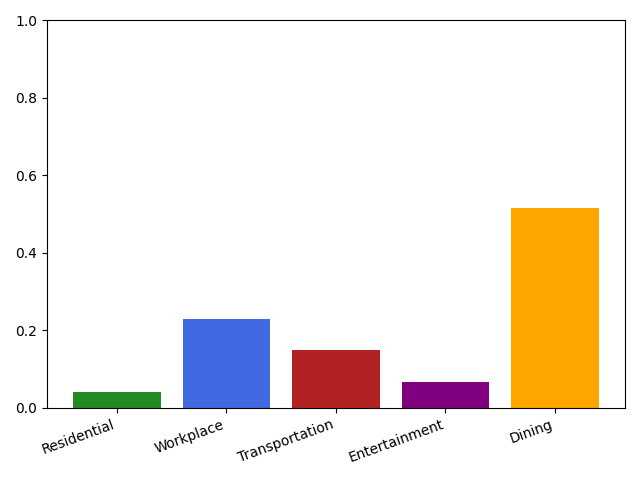 1.0
0.8
0.6
0.4
0.2
0.0
Residential
Workplace
Transportation
Entertainment
Dining